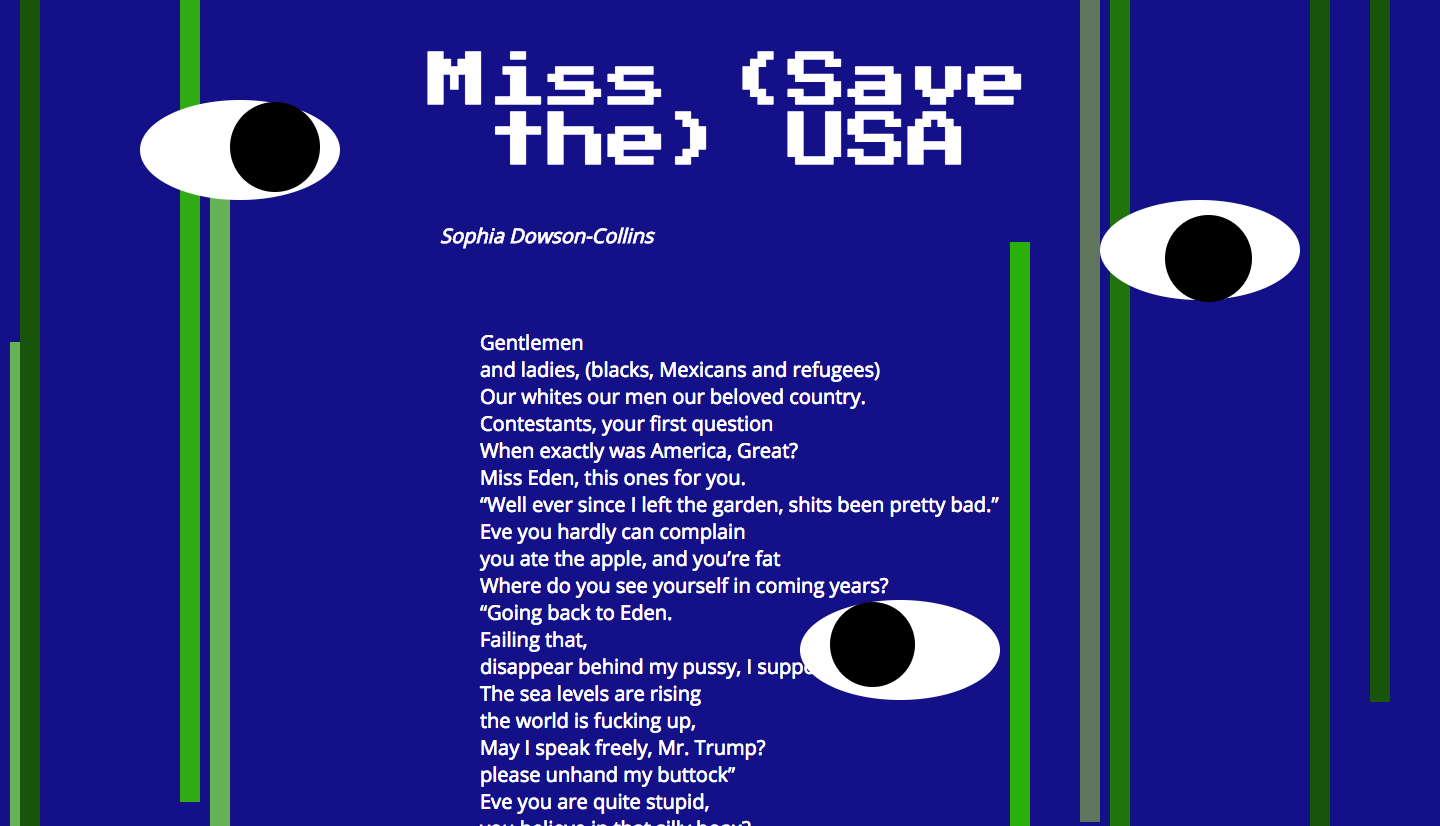 Miss (Save
the) USA
Sophia Dowson-Collins
Gentlemen
and ladies, (blacks, Mexicans and refugees)
Our whites our men our beloved country.
Contestants, your first question
When exactly was America, Great?
Miss Eden, this ones for you.
“Well ever since I left the garden, shits been pretty bad.”
Eve you hardly can complain
you ate the apple, and you’re fat
Where do you see yourself in coming years?
“Going back to Eden.
Failing that,
disappear behind my pussy, I
The sea levels are rising
the world is fucking up,
May I speak freely, Mr. Trump?
please unhand my buttock”
Eve you are quite stupid,